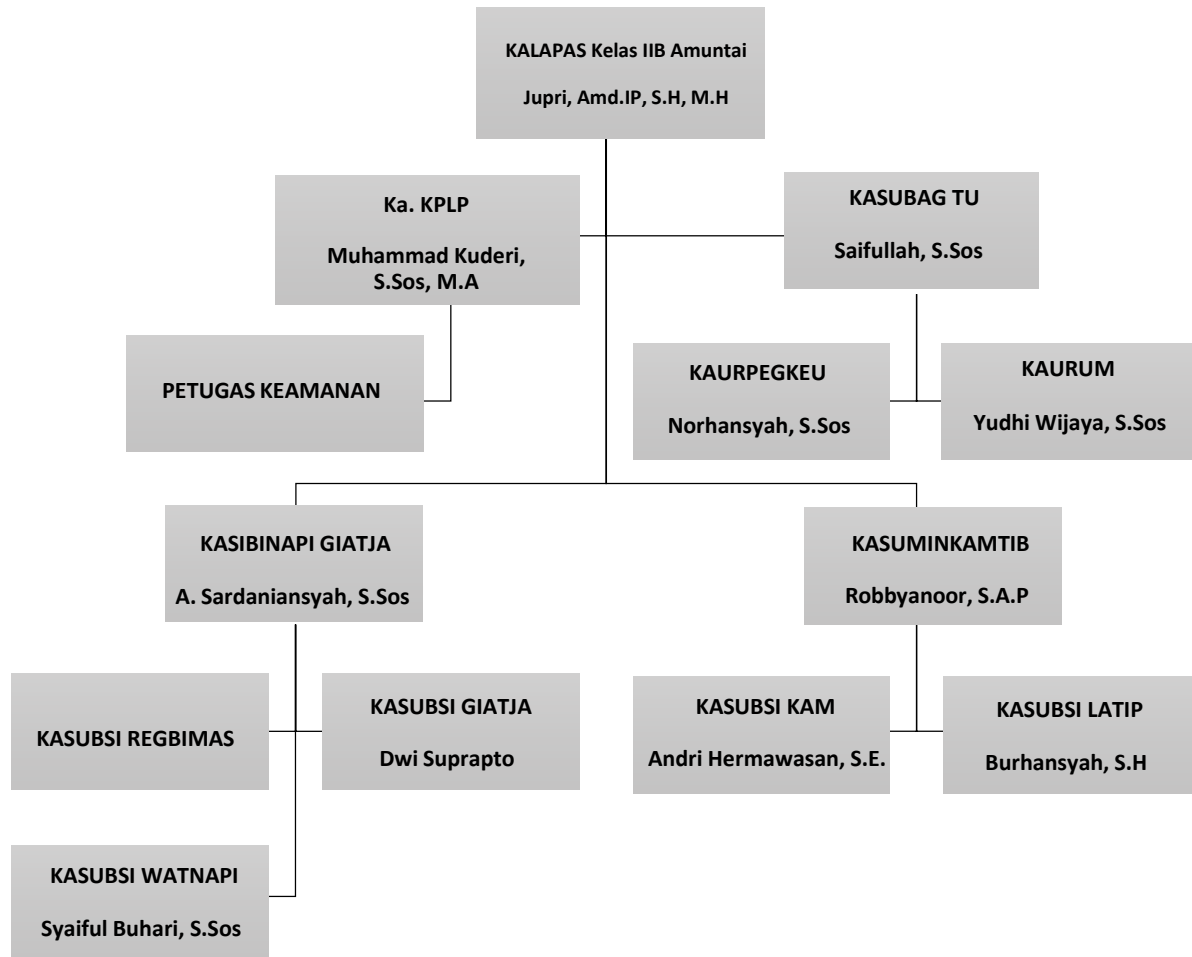 KALAPAS Kelas IIB Amuntai
Jupri, Amd.IP, S.H, M.H
Ka. KPLP
Muhammad Kuderi,
S.Sos, M.A
KASUBAG TU
Saifullah, S.Sos
PETUGAS KEAMANAN
KAURPEGKEU
Norhansyah, S.Sos
KAURUM
Yudhi Wijaya, S.Sos
KASIBINAPI GIATJA
A. Sardaniansyah, S.Sos
KASUMINKAMTIB
Robbyanoor, S.A.P
KASUBSI REGBIMAS
KASUBSI GIATJA
Dwi Suprapto
KASUBSI KAM
Andri Hermawasan, S.E.
KASUBSI LATIP
Burhansyah, S.H
KASUBSI WATNAPI
Syaiful Buhari, S.Sos